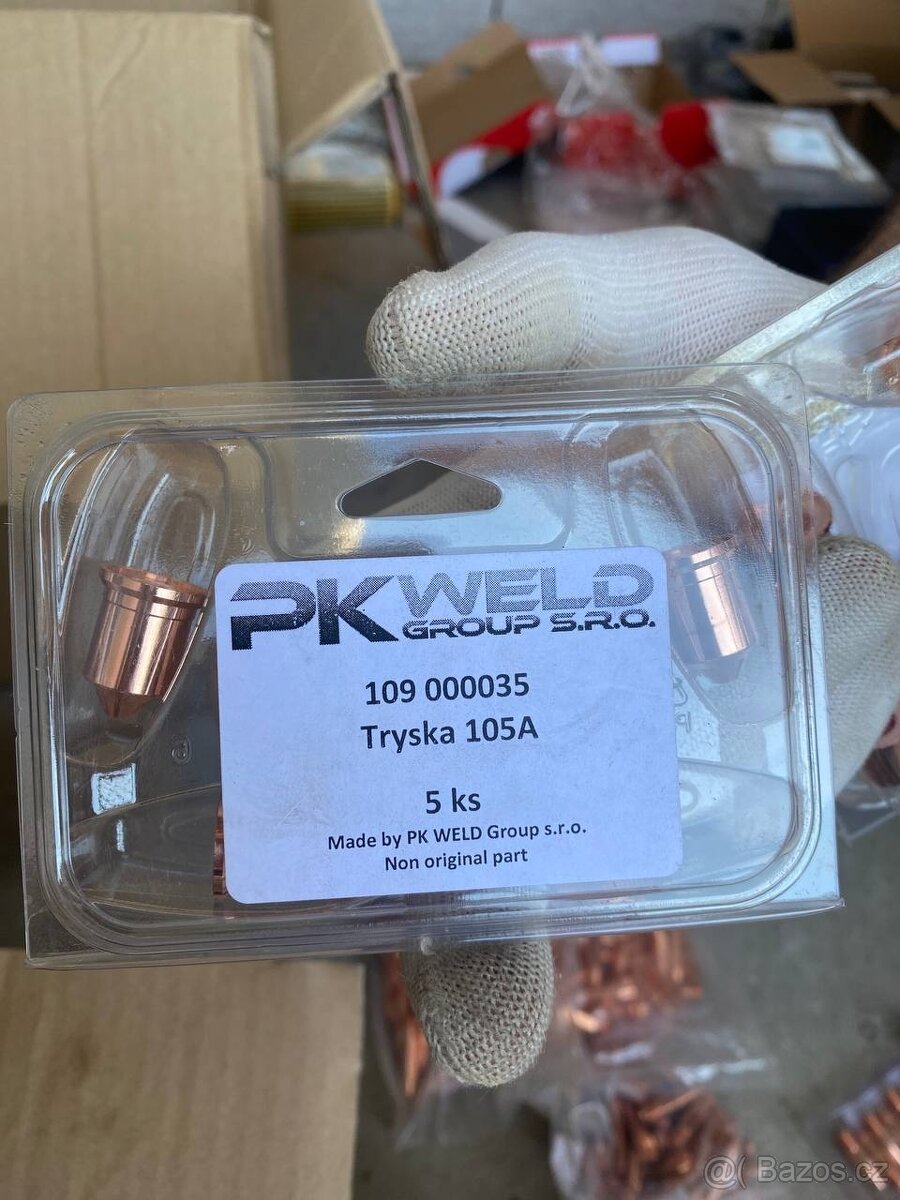 PK WELD
GROUP S.R.O.
109 000035
Tryska 105A
5 ks
Made by PK WELD Group s.r.o.
Non original part
@( Bazos.cz